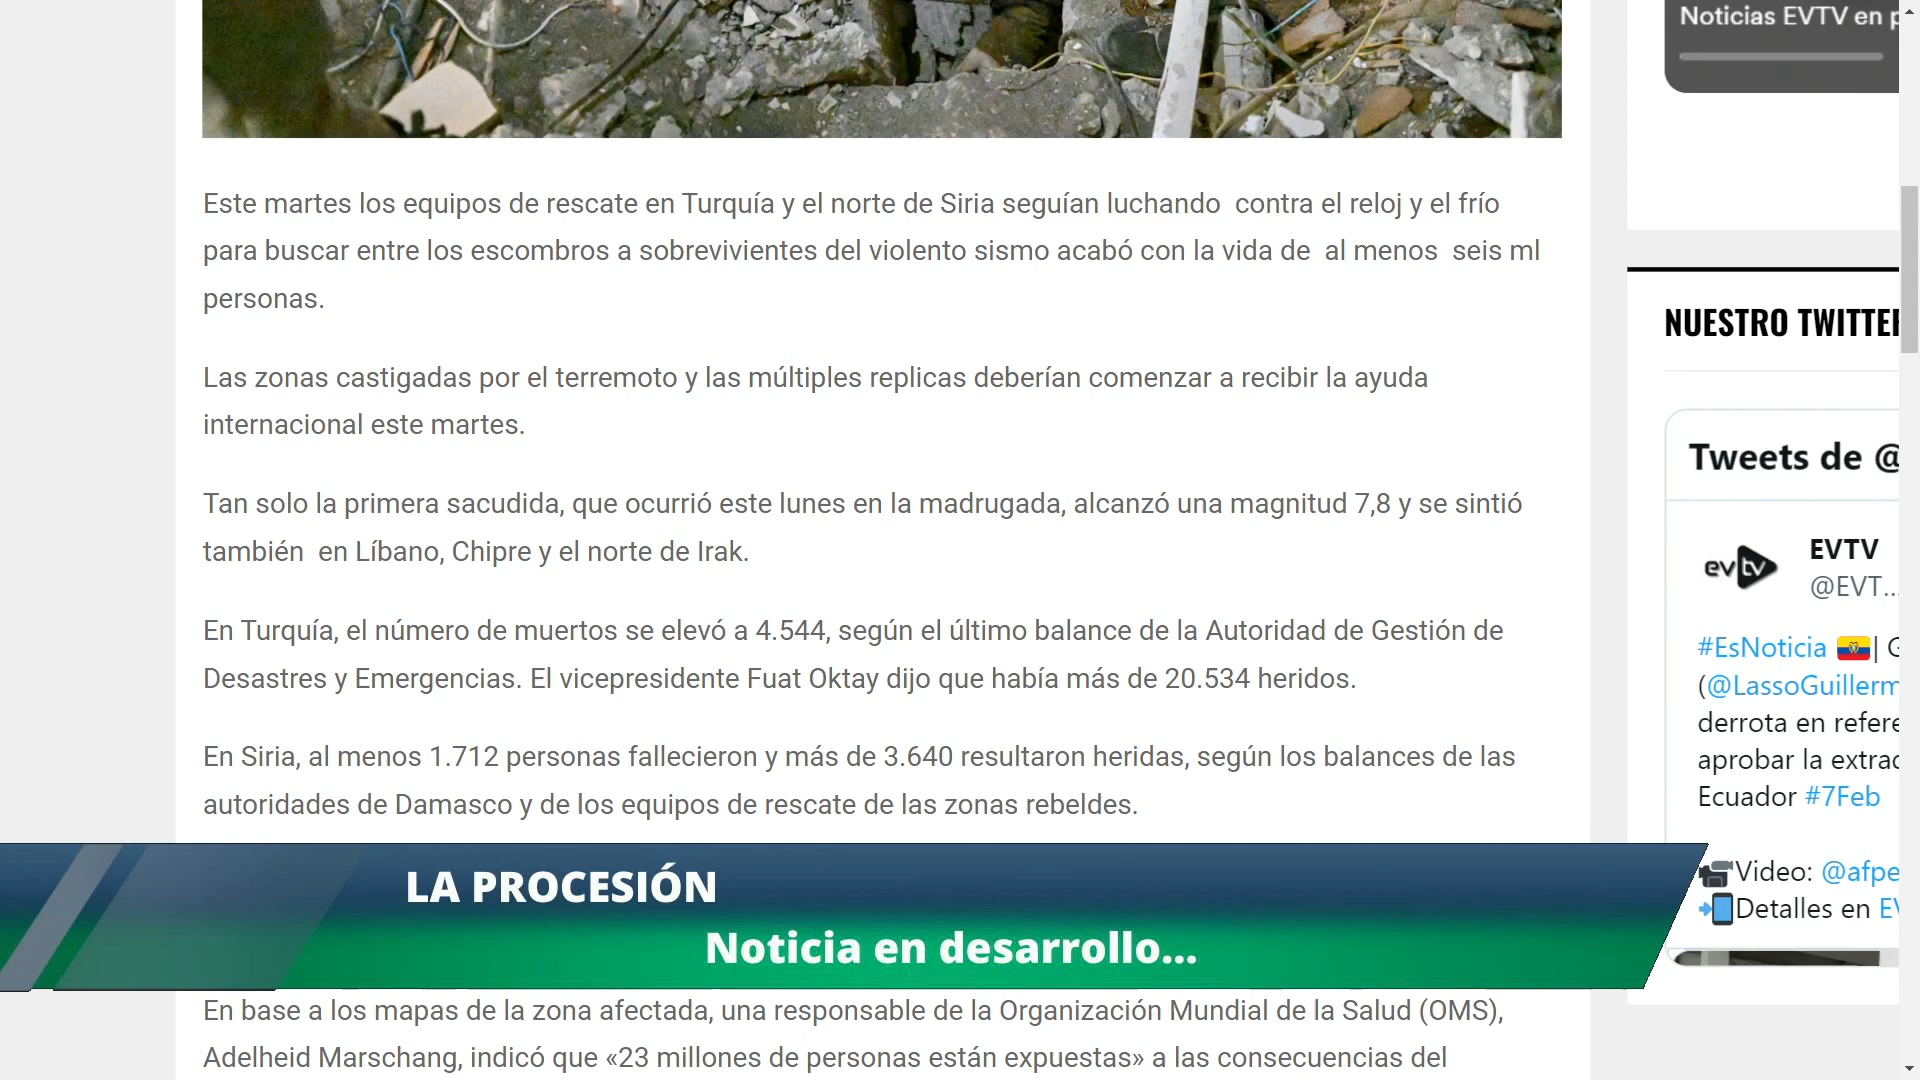 Noticias EVTV en p
Este martes los equipos de rescate en Turquía y el norte de Siria seguían luchando  contra el reloj y el frío
para buscar entre los escombros a sobrevivientes del violento sismo acabó con la vida de  al menos  seis ml
personas.
Las zonas castigadas por el terremoto y las múltiples replicas deberían comenzar a recibir la ayuda
internacional este martes.
Tan solo la primera sacudida, que ocurrió este lunes en la madrugada, alcanzó una magnitud 7,8 y se sintió
también  en Líbano, Chipre y el norte de Irak.
En Turquía, el número de muertos se elevó a 4.544, según el último balance de la Autoridad de Gestión de
Desastres y Emergencias. El vicepresidente Fuat Oktay dijo que había más de 20.534 heridos.
En Siria, al menos 1.712 personas fallecieron y más de 3.640 resultaron heridas, según los balances de las
autoridades de Damasco y de los equipos de rescate de las zonas rebeldes.
LA PROCESIÓN
Noticia en desarrollo...
En base a los mapas de la zona afectada, una responsable de la Organización Mundial de la Salud (OMS),
Adelheid Marschang, indicó que «23 millones de personas están expuestas» a las consecuencias del
NUESTRO TWITTER
Tweets de @
evtv
EVTV
@EVT...
#EsNoticia | G
(@LassoGuillerm
derrota en refere
aprobar la extrac
Ecuador #7Feb
Video: @afpe
Detalles en EV